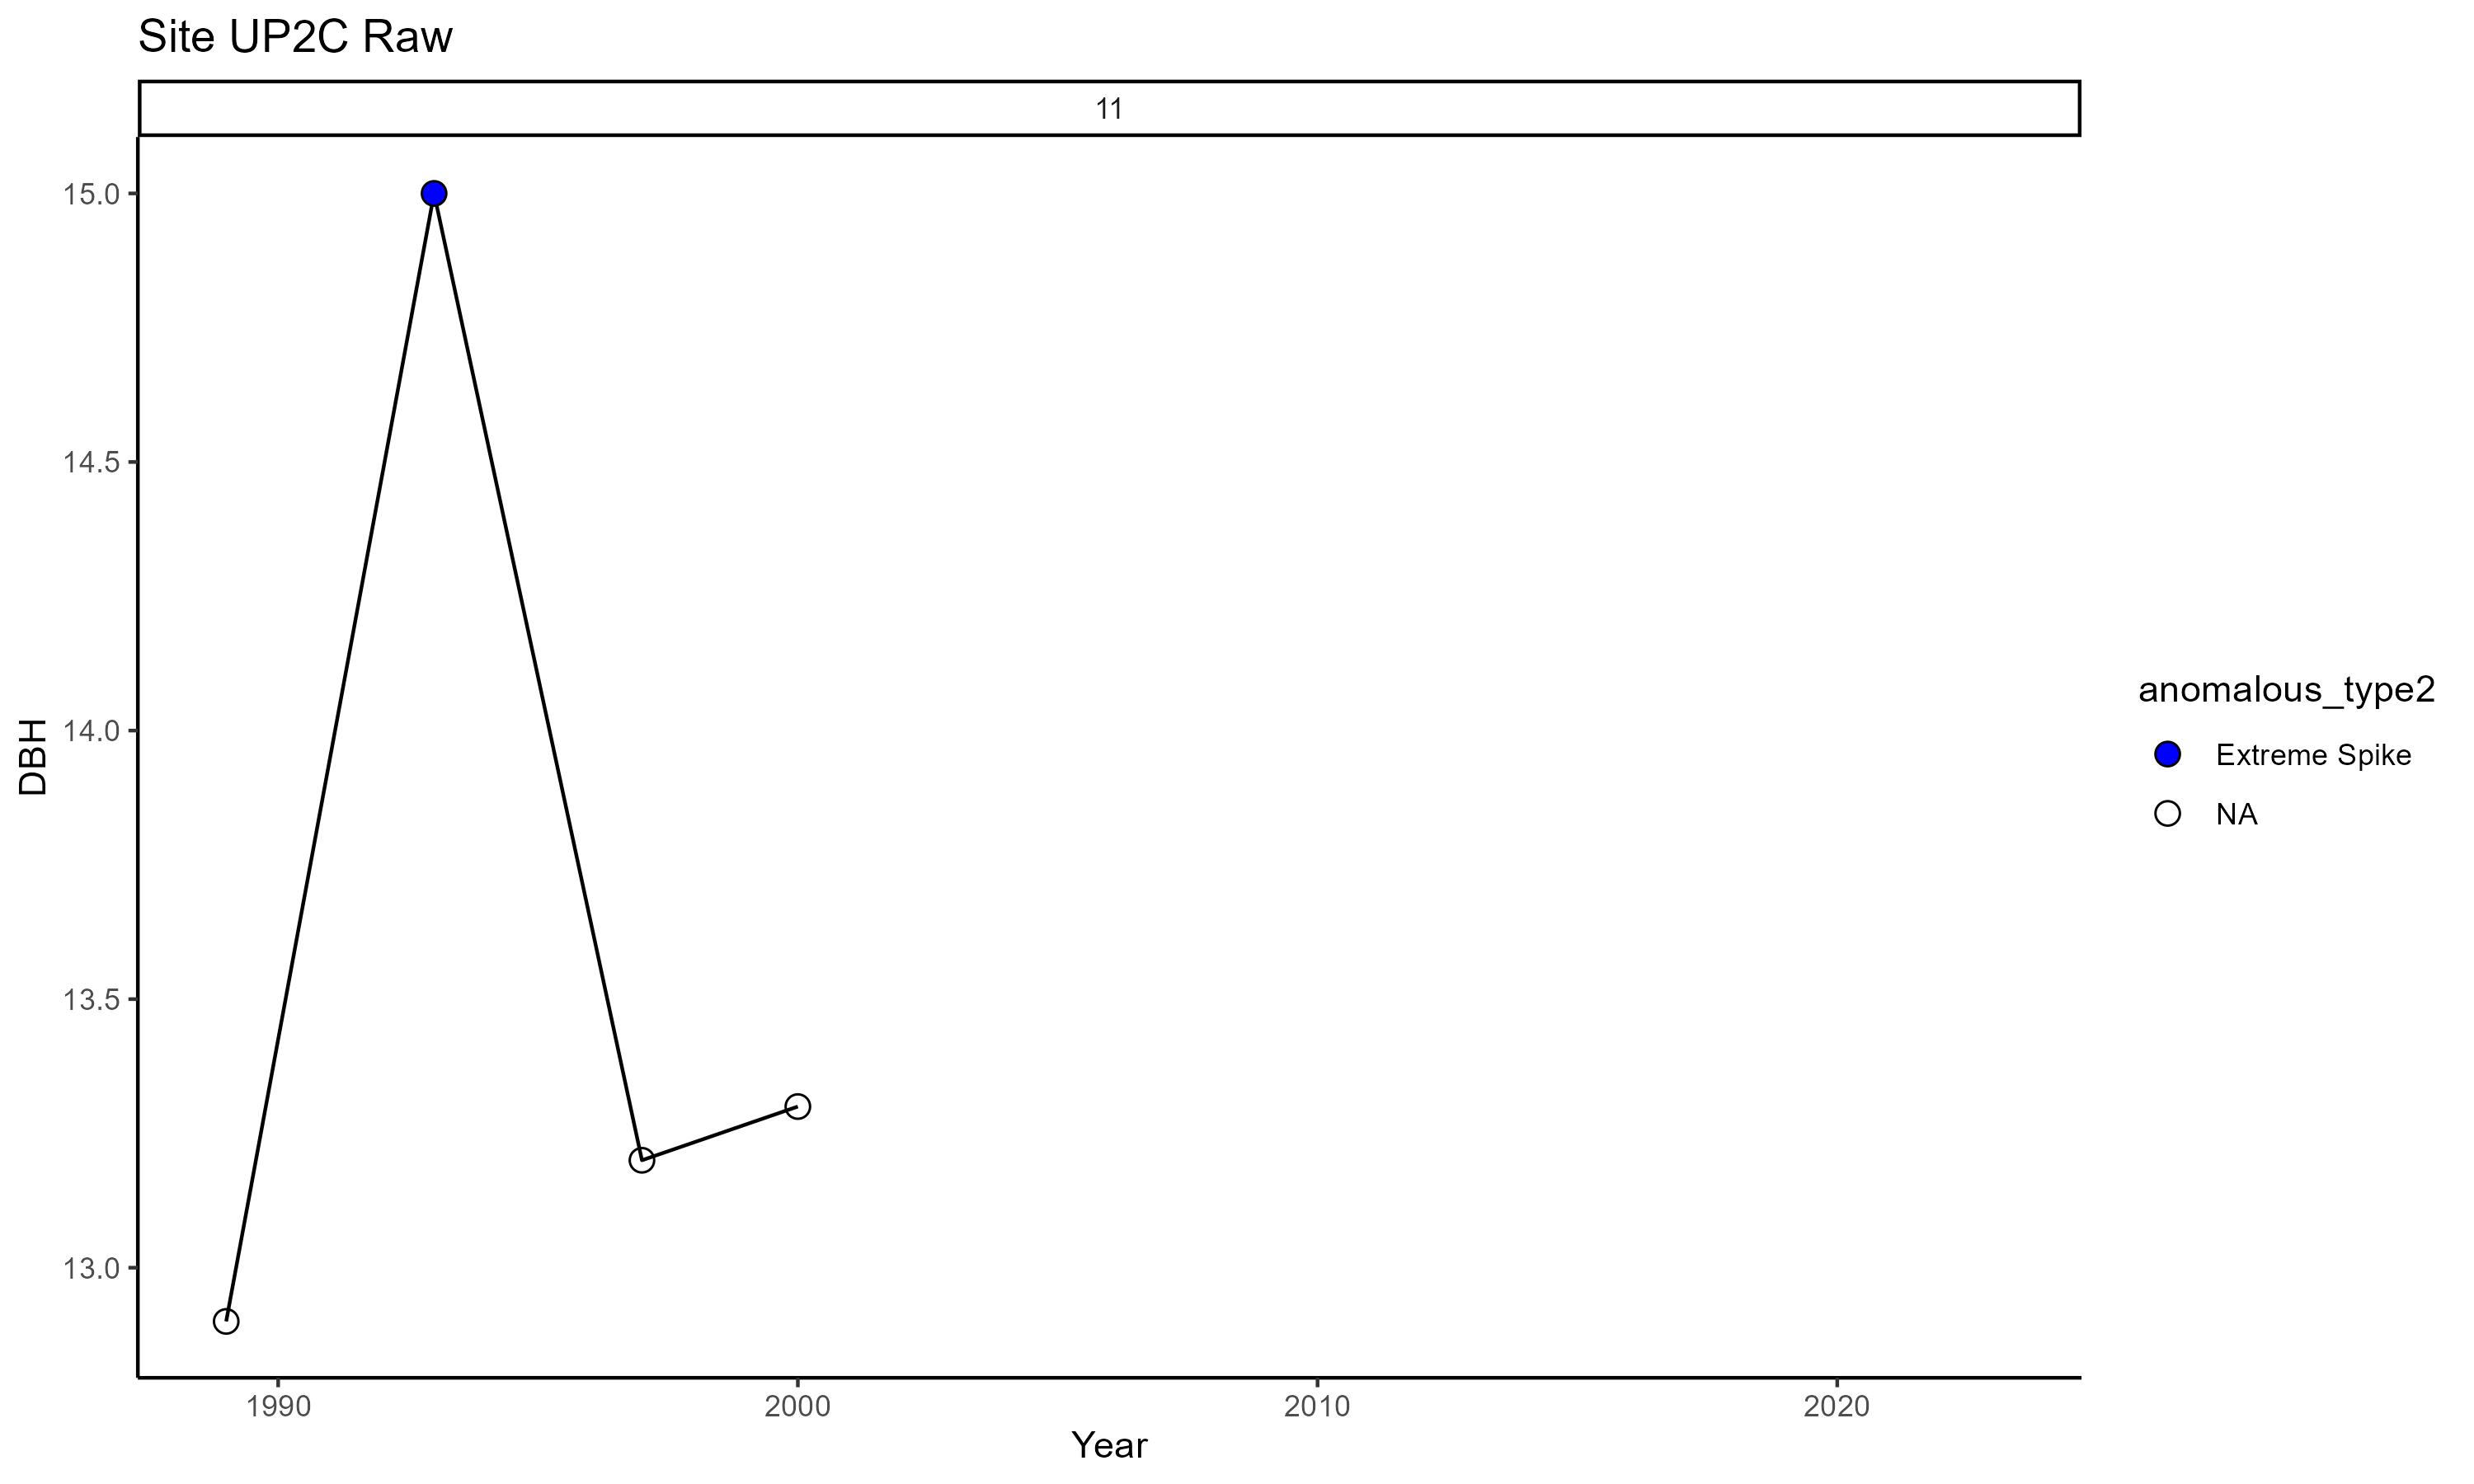 Site UP2C Raw
11
15.0
14.5
14.0
13.5
13.0
DBH
1990 2000 2010 2020
Year
anomalous_type2
Extreme Spike
NA